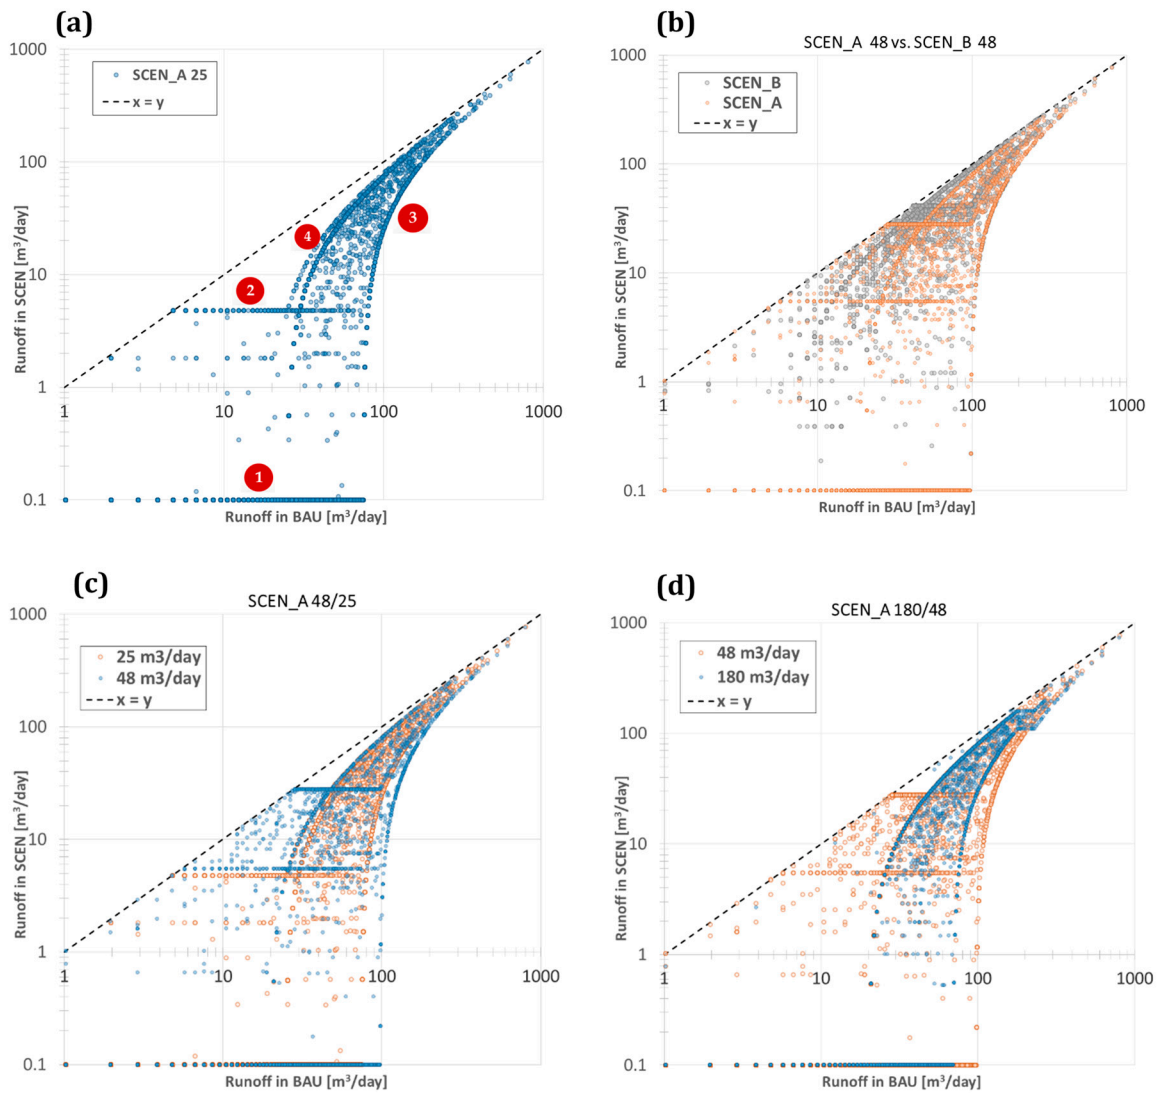 (a)
1000
100
10
1
0.1
1
10
100
1000
SCEN_A 25
x = y
1
2
3
4
Runoff in SCEN [m³/day]
Runoff in BAU [m³/day]
(b)
SCEN_A 48 vs. SCEN_B 48
1000
100
10
1
0.1
1
10
100
1000
SCEN_B
SCEN_A
x = y
Runoff in SCEN [m³/day]
Runoff in BAU [m³/day]
(c)
SCEN_A 48/25
1000
100
10
1
0.1
1
10
100
1000
25 m3/day
48 m3/day
x = y
Runoff in SCEN [m³/day]
Runoff in BAU [m³/day]
(d)
SCEN_A 180/48
1000
100
10
1
0.1
1
10
100
1000
48 m3/day
180 m3/day
x = y
Runoff in SCEN [m³/day]
Runoff in BAU [m³/day]